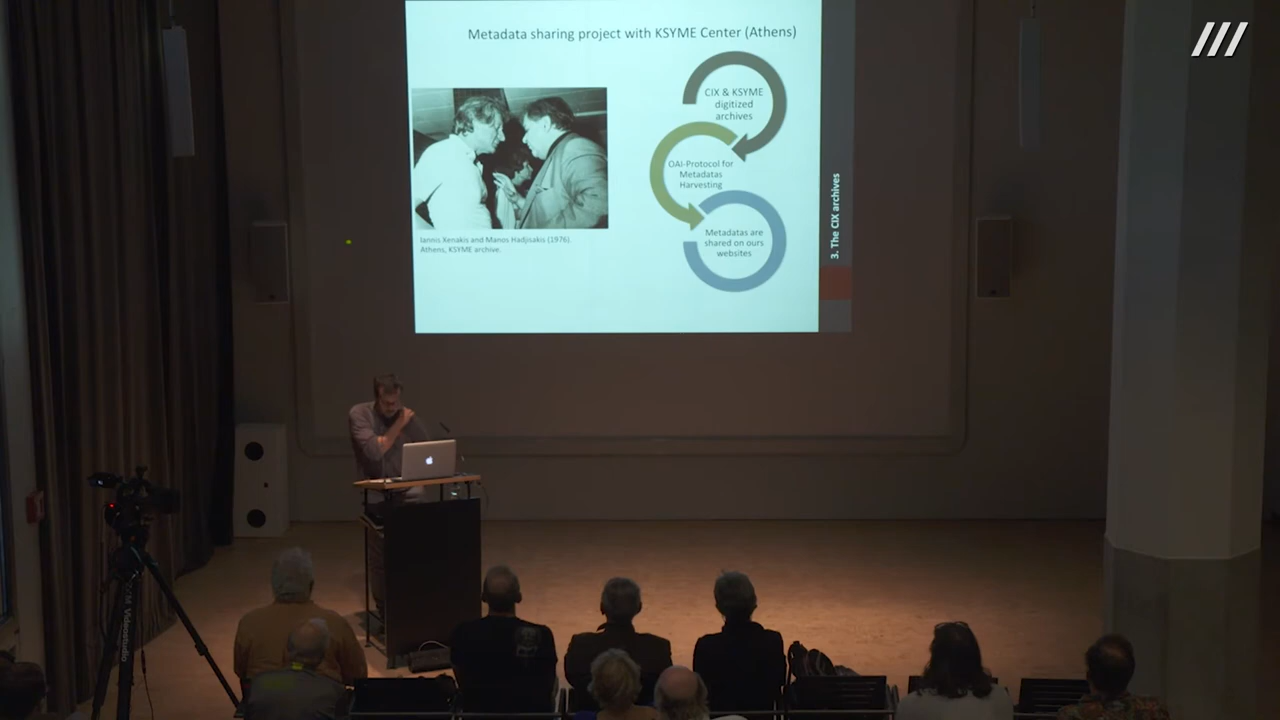 Metadata sharing project with KSYME Center (Athens)
CIX & KSYME
digitized
archives
OAI-Protocol for
Metadatas
Harvesting
Metadatas are
shared on ours
websites
Iannis Xenakis and Manos Hadjisakis (1976).
Athens, KSYME archive.
3. The CIX archives
Videostudio